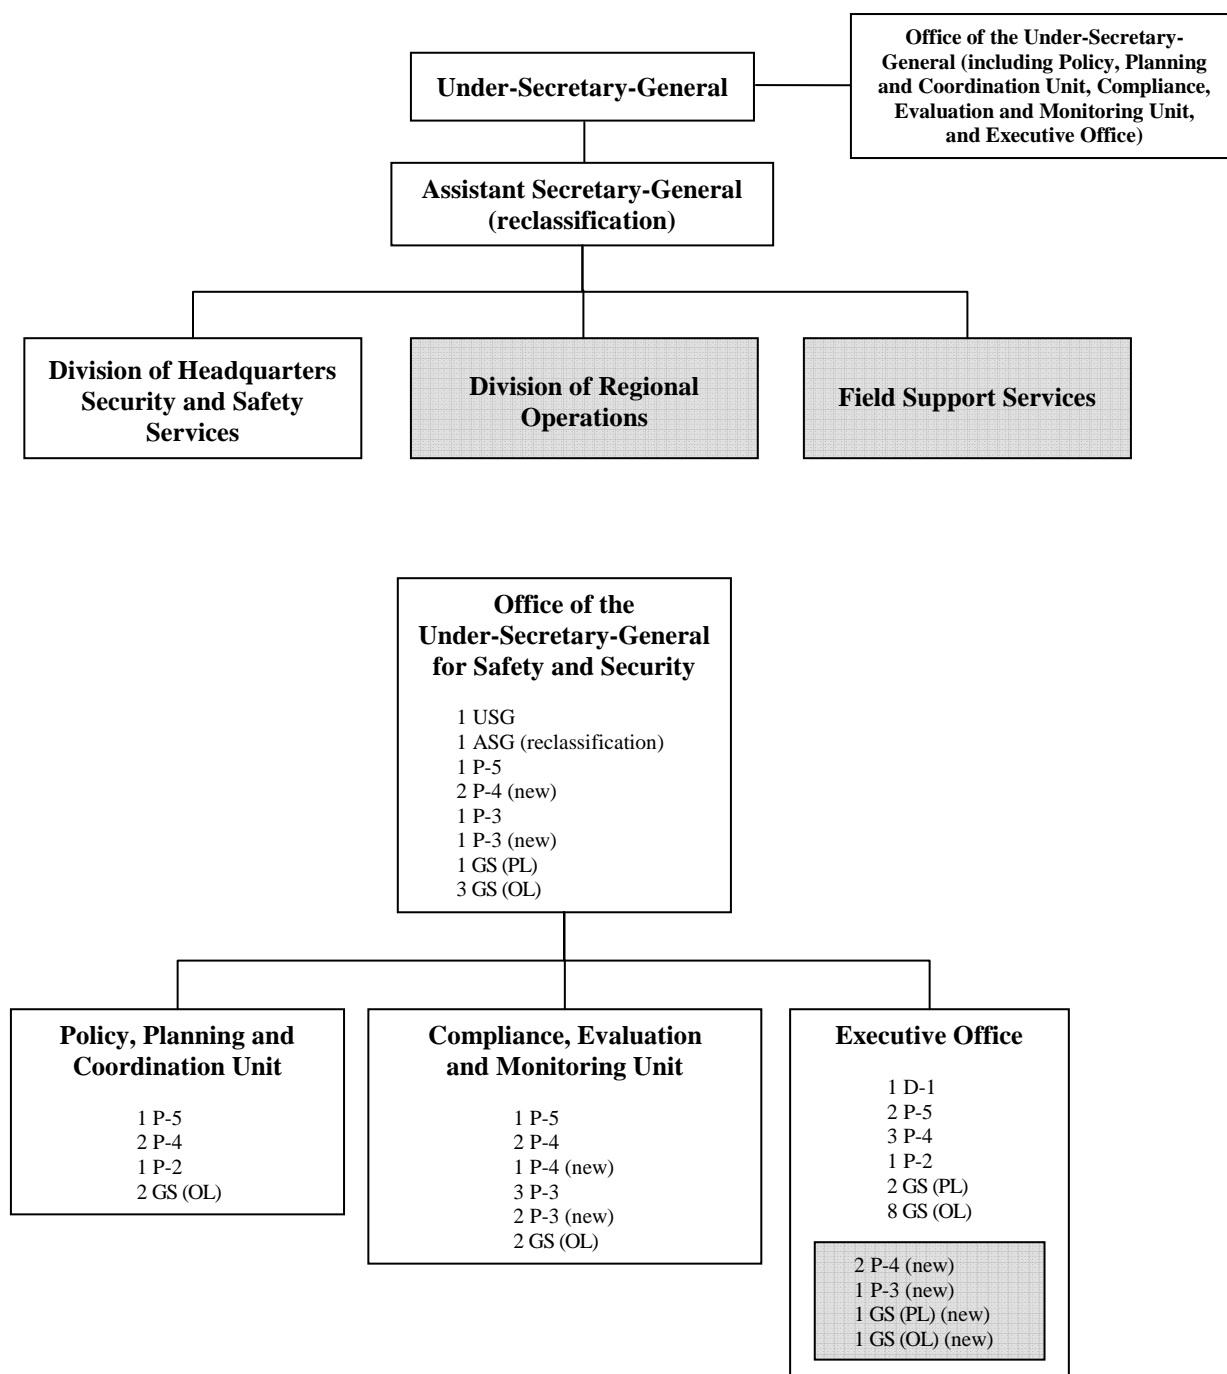 Office of the Under-Secretary-
General (including Policy, Planning
and Coordination Unit, Compliance,
Evaluation and Monitoring Unit,
and Executive Office)
Under-Secretary-General
Assistant Secretary-General
(reclassification)
Division of Headquarters
Security and Safety
Services
Division of Regional
Operations
Field Support Services
Office of the
Under-Secretary-General
for Safety and Security
1 USG
1 ASG (reclassification)
1 P-5
2 P-4 (new)
1 P-3
1 P-3 (new)
1 GS (PL)
3 GS (OL)
Policy, Planning and
Coordination Unit
1 P-5
2 P-4
1 P-2
2 GS (OL)
Compliance, Evaluation
and Monitoring Unit
1 P-5
2 P-4
1 P-4 (new)
3 P-3
2 P-3 (new)
2 GS (OL)
Executive Office
1 D-1
2 P-5
3 P-4
1 P-2
2 GS (PL)
8 GS (OL)
2 P-4 (new)
1 P-3 (new)
1 GS (PL) (new)
1 GS (OL) (new)